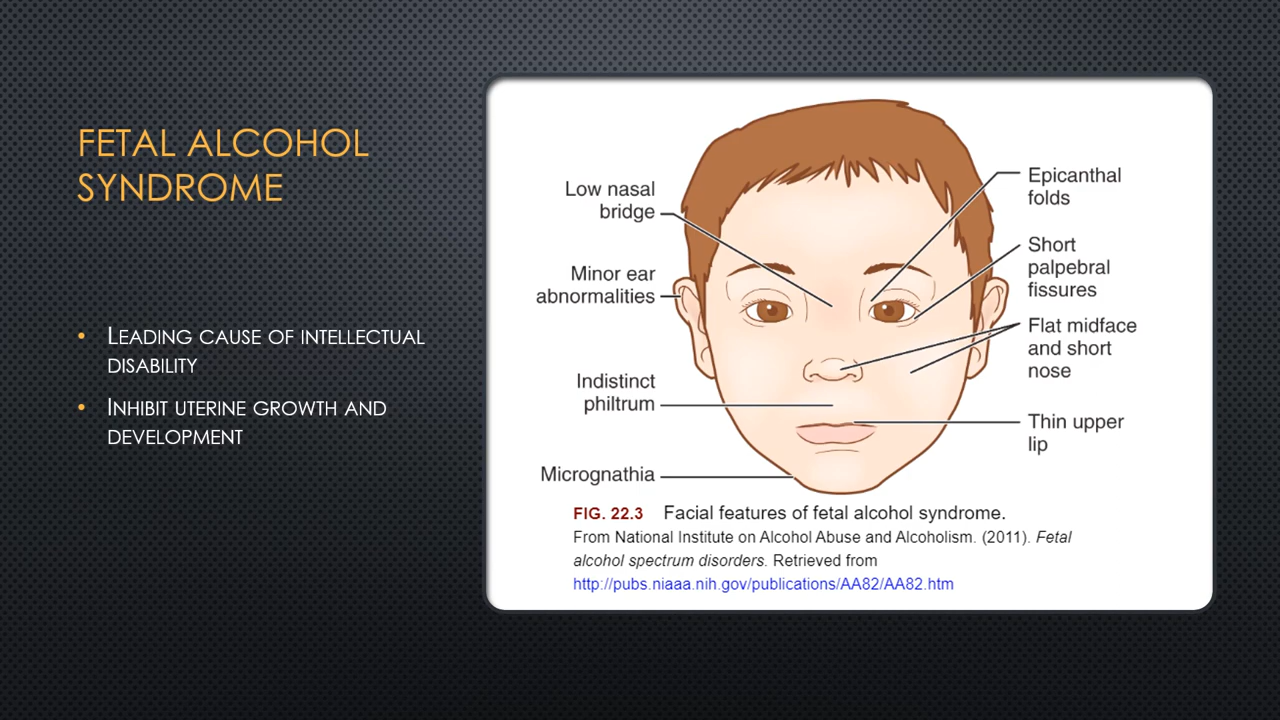 FETAL ALCOHOL
SYNDROME
• LEADING CAUSE OF INTELLECTUAL
DISABILITY
• INHIBIT UTERINE GROWTH AND
DEVELOPMENT
Low nasal
bridge
Minor ear
abnormalities
Indistinct
philtrum
Micrognathia
Epicanthal
folds
Short
palpebral
fissures
Flat midface
and short
nose
Thin upper
lip
FIG. 22.3 Facial features of fetal alcohol syndrome.
From National Institute on Alcohol Abuse and Alcoholism. (2011). Fetal
alcohol spectrum disorders. Retrieved from
http://pubs.niaaa.nih.gov/publications/AA82/AA82.htm